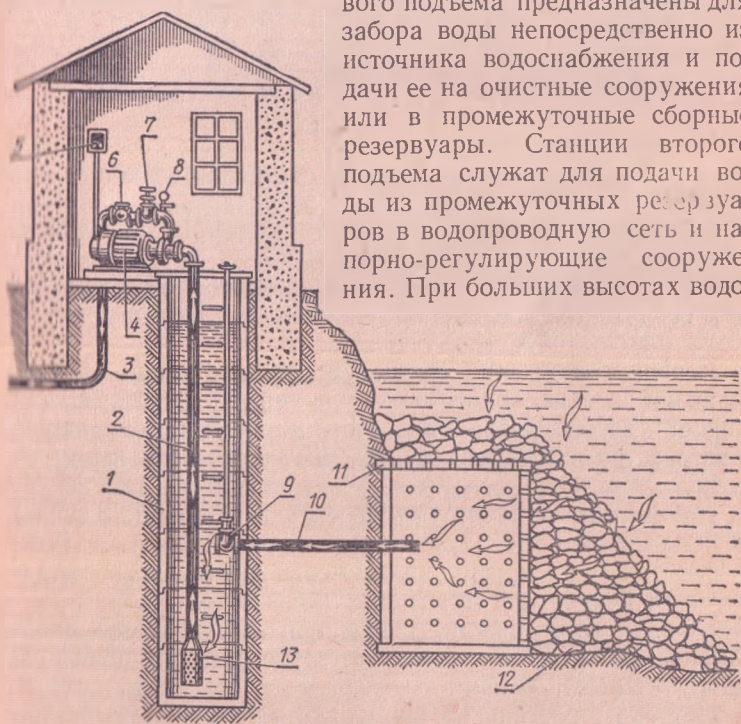 вого подъема предназначены для
забора воды непосредственно из
источника водоснабжения и по
дачи ее на очистные сооружения
или в промежуточные сборные
резервуары. Станции второго
подъема служат для подачи во
ды из промежуточных резервуа
ров в водопроводную сеть и на
порно-регулирующие сооруже
ния. При больших высотах водо
7
6
8
5
4
3
2
1
9
10
11
13
12